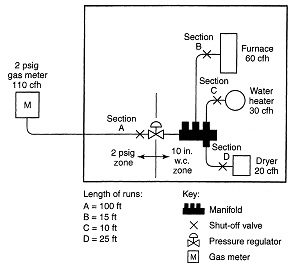 2 psig
gas meter
110 cfh
M
Section
A
2 psig
zone
10 in.
w.c.
zone
Section
B
Furnace
60 cfh
Section
C
Water
heater
30 cfh
Section
D
Dryer
20 cfh
Length of runs:
A = 100 ft
B = 15 ft
C = 10 ft
D = 25 ft
Key:
Manifold
Shut-off valve
Pressure regulator
M
Gas meter